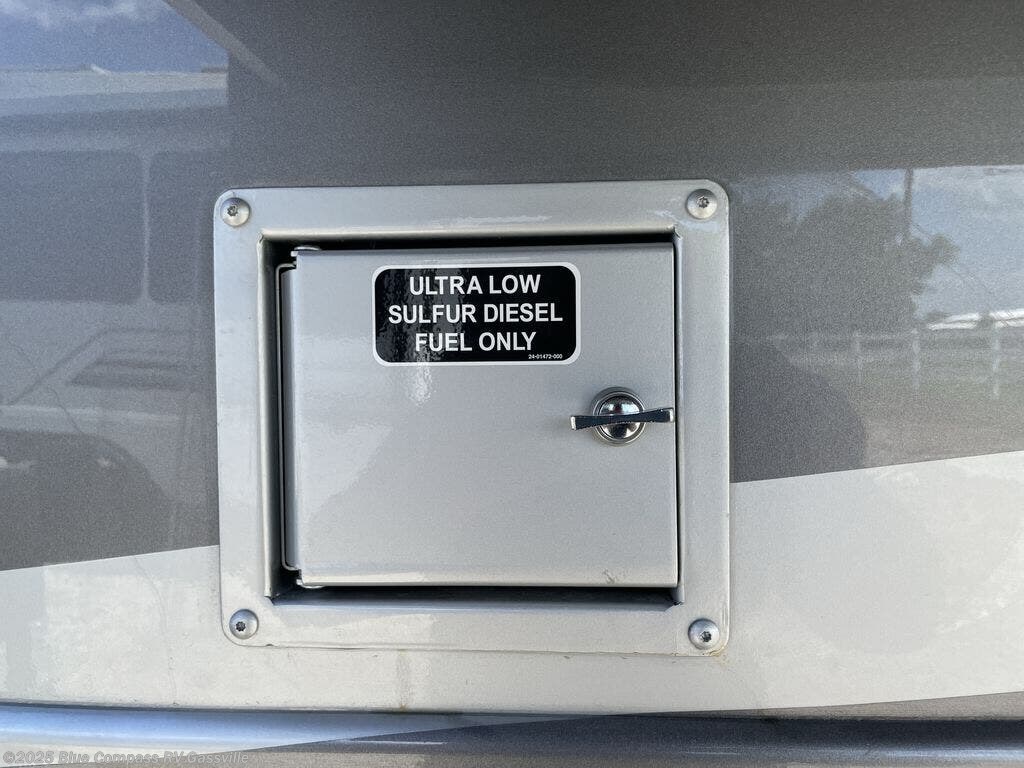 ULTRA LOW
SULFUR DIESEL
FUEL ONLY
24-01472-000
©2025 Blue Compass RV Gassville